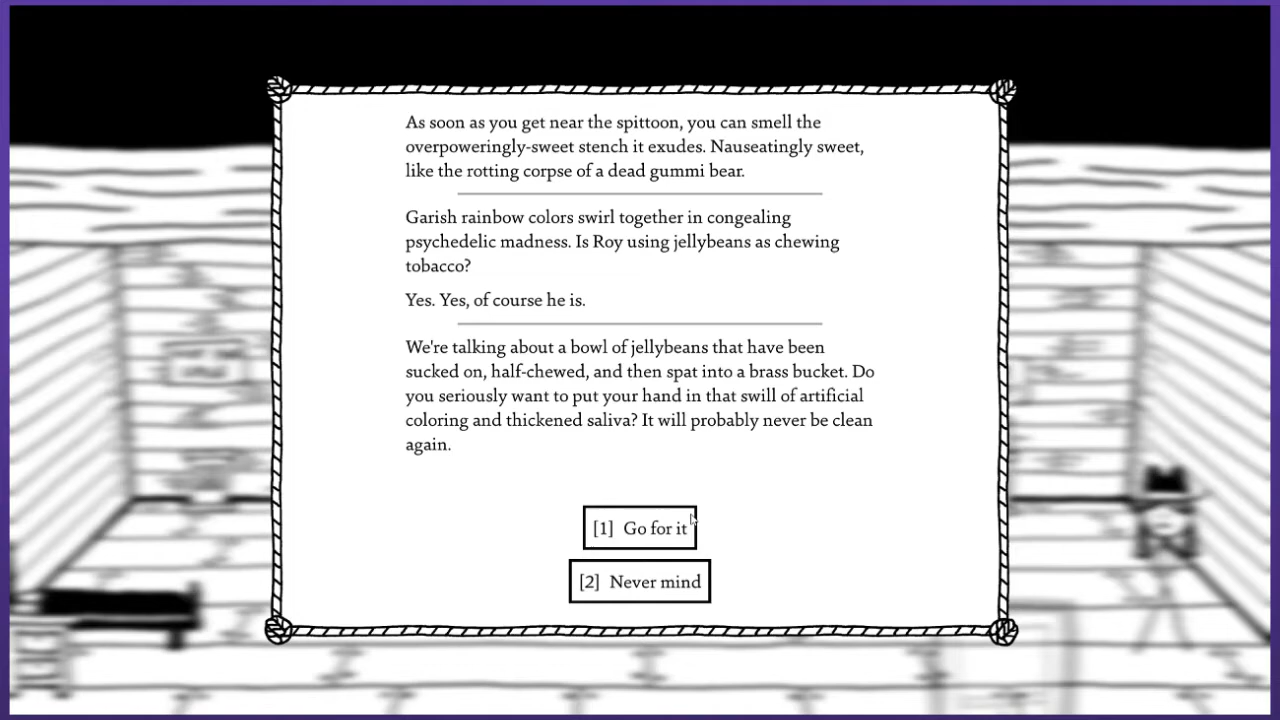 As soon as you get near the spittoon, you can smell the
overpoweringly-sweet stench it exudes. Nauseatingly sweet,
like the rotting corpse of a dead gummi bear.
Garish rainbow colors swirl together in congealing
psychedelic madness. Is Roy using jellybeans as chewing
tobacco?
Yes. Yes, of course he is.
We're talking about a bowl of jellybeans that have been
sucked on, half-chewed, and then spat into a brass bucket. Do
you seriously want to put your hand in that swill of artificial
coloring and thickened saliva? It will probably never be clean
again.
[1] Go for it
[2] Never mind